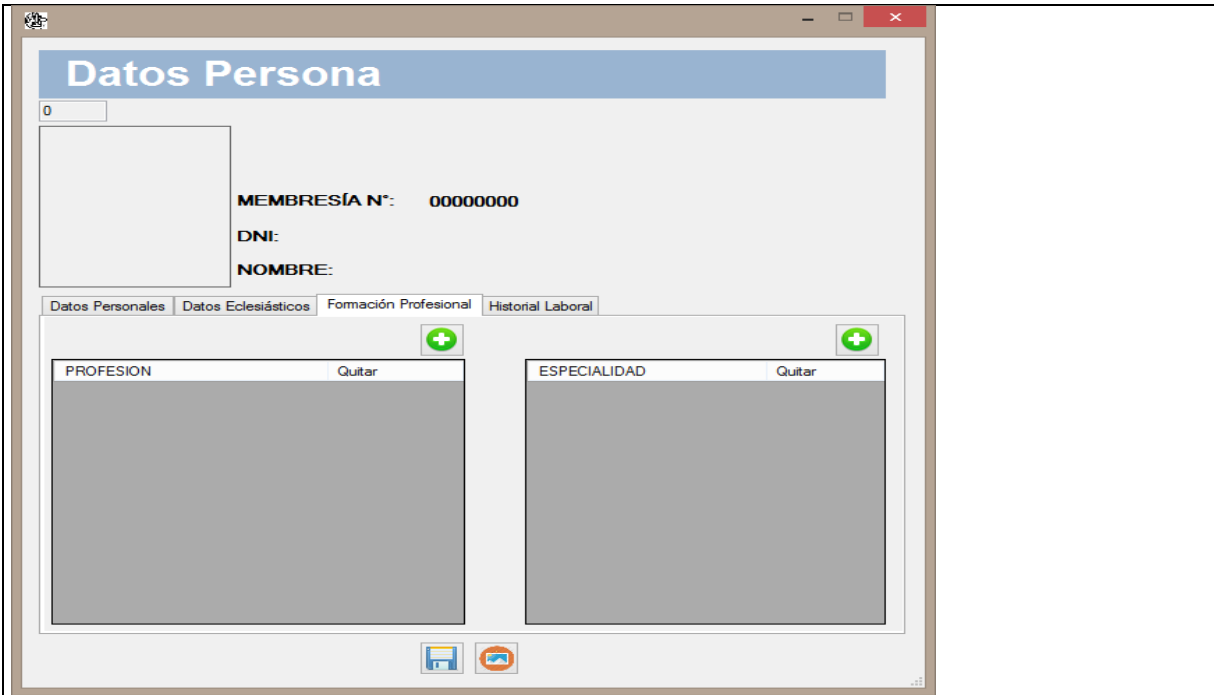 Datos Persona
0
MEMBRESÍA N°: 00000000
DNI:
NOMBRE:
Datos Personales Datos Eclesiásticos Formación Profesional Historial Laboral
PROFESION Quitar ESPECIALIDAD Quitar